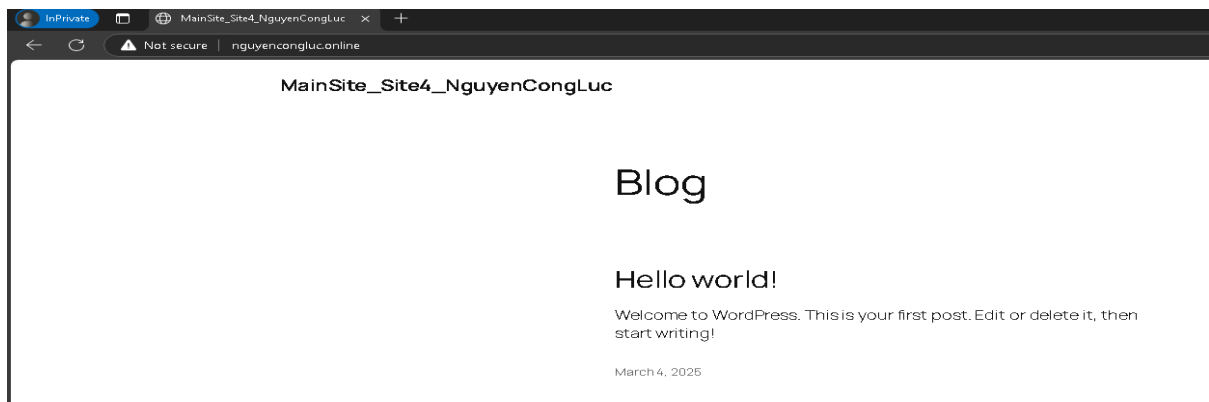 InPrivate MainSite_Site4_NguyenCongLuc
Not secure nguyencongluc.online
MainSite_Site4_NguyenCongLuc
Blog
Hello world!
Welcome to WordPress. This is your first post. Edit or delete it, then
start writing!
March 4, 2025